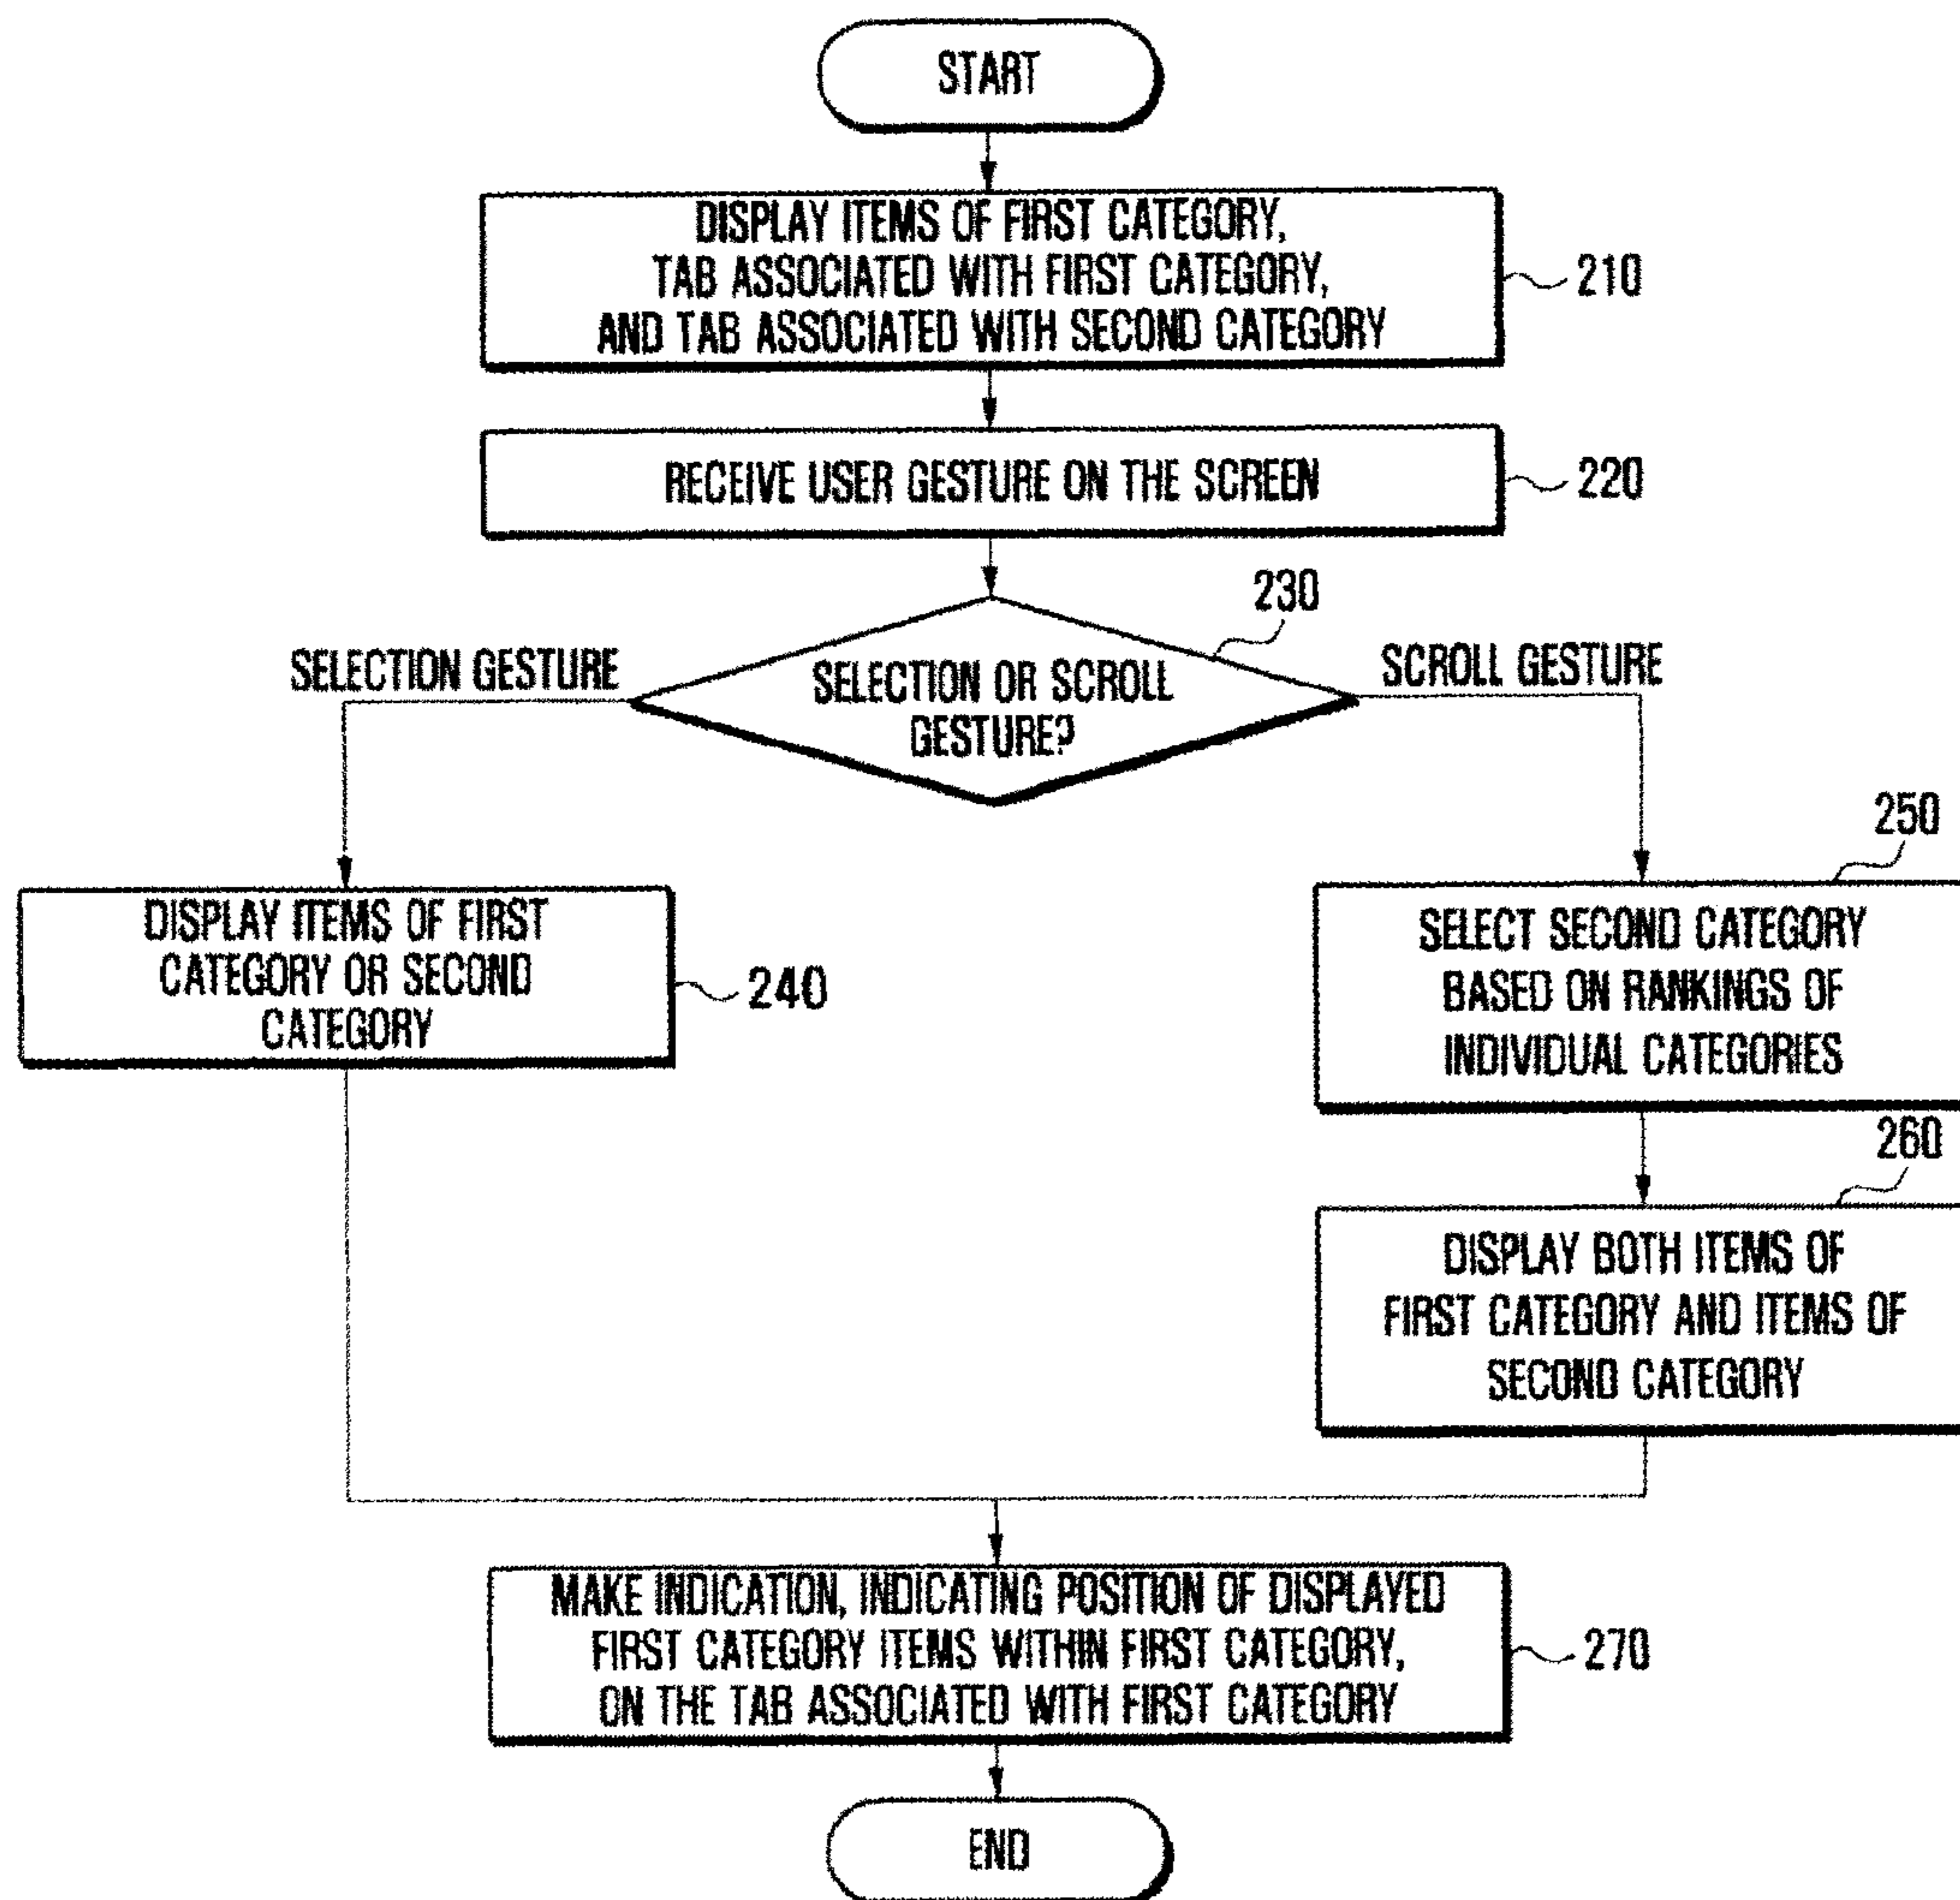 START
DISPLAY ITEMS OF FIRST CATEGORY,
TAB ASSOCIATED WITH FIRST CATEGORY,
AND TAB ASSOCIATED WITH SECOND CATEGORY
210
RECEIVE USER GESTURE ON THE SCREEN
220
230
SELECTION GESTURE
SELECTION OR SCROLL
GESTURE?
SCROLL GESTURE
DISPLAY ITEMS OF FIRST
CATEGORY OR SECOND
CATEGORY
240
250
SELECT SECOND CATEGORY
BASED ON RANKINGS OF
INDIVIDUAL CATEGORIES
260
DISPLAY BOTH ITEMS OF
FIRST CATEGORY AND ITEMS OF
SECOND CATEGORY
MAKE INDICATION, INDICATING POSITION OF DISPLAYED
FIRST CATEGORY ITEMS WITHIN FIRST CATEGORY,
ON THE TAB ASSOCIATED WITH FIRST CATEGORY
270
END